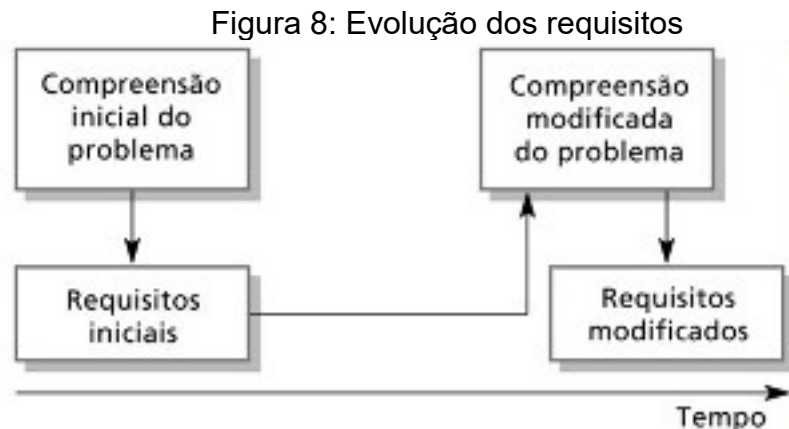 Figura 8: Evolução dos requisitos
Compreensão
inicial do
problema
Compreensão
modificada
do problema
Requisitos
iniciais
Requisitos
modificados
Tempo